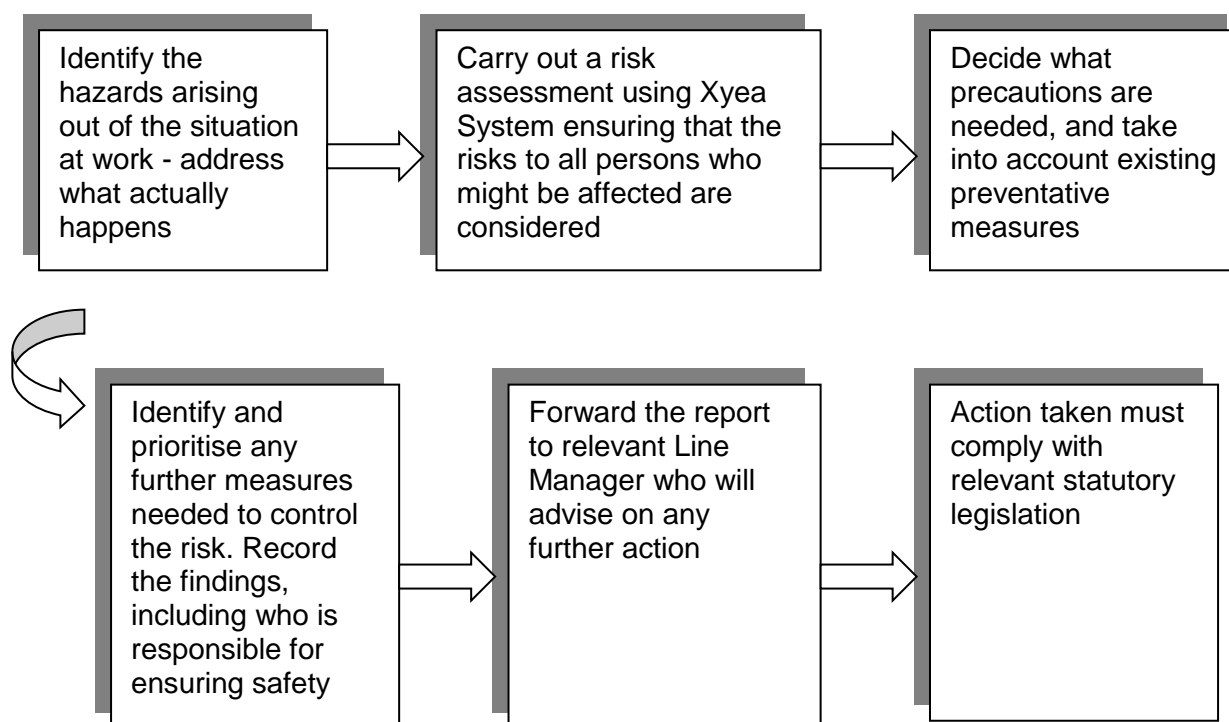 Identify the
hazards arising
out of the situation
at work - address
what actually
happens
Carry out a risk
assessment using Xyea
System ensuring that the
risks to all persons who
might be affected are
considered
Decide what
precautions are
needed, and take
into account existing
preventative
measures
Identify and
prioritise any
further measures
needed to control
the risk. Record
the findings,
including who is
responsible for
ensuring safety
Forward the report
to relevant Line
Manager who will
advise on any
further action
Action taken must
comply with
relevant statutory
legislation